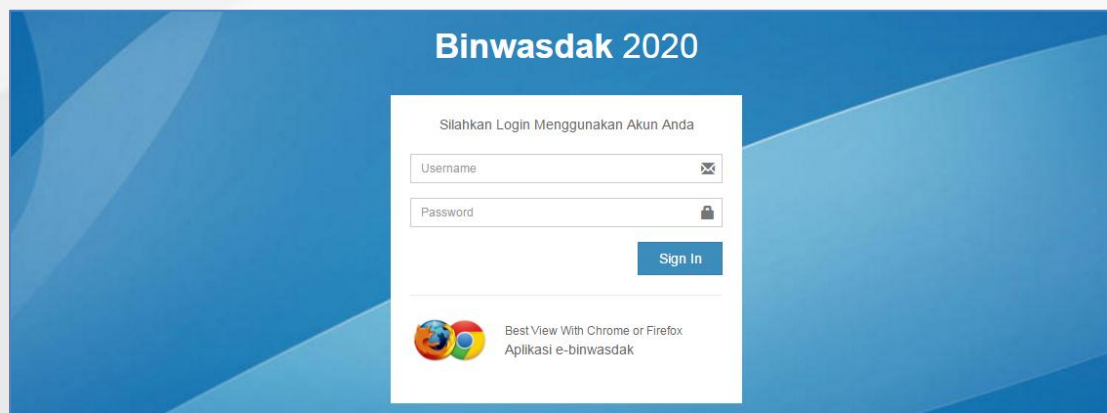 Binwasdak 2020
Silahkan Login Menggunakan Akun Anda
Username
Password
Sign In
Best View With Chrome or Firefox
Aplikasi e-binwasdak